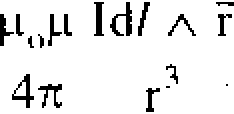 μ₀μ Idl ∧ r̄
4π r³ .